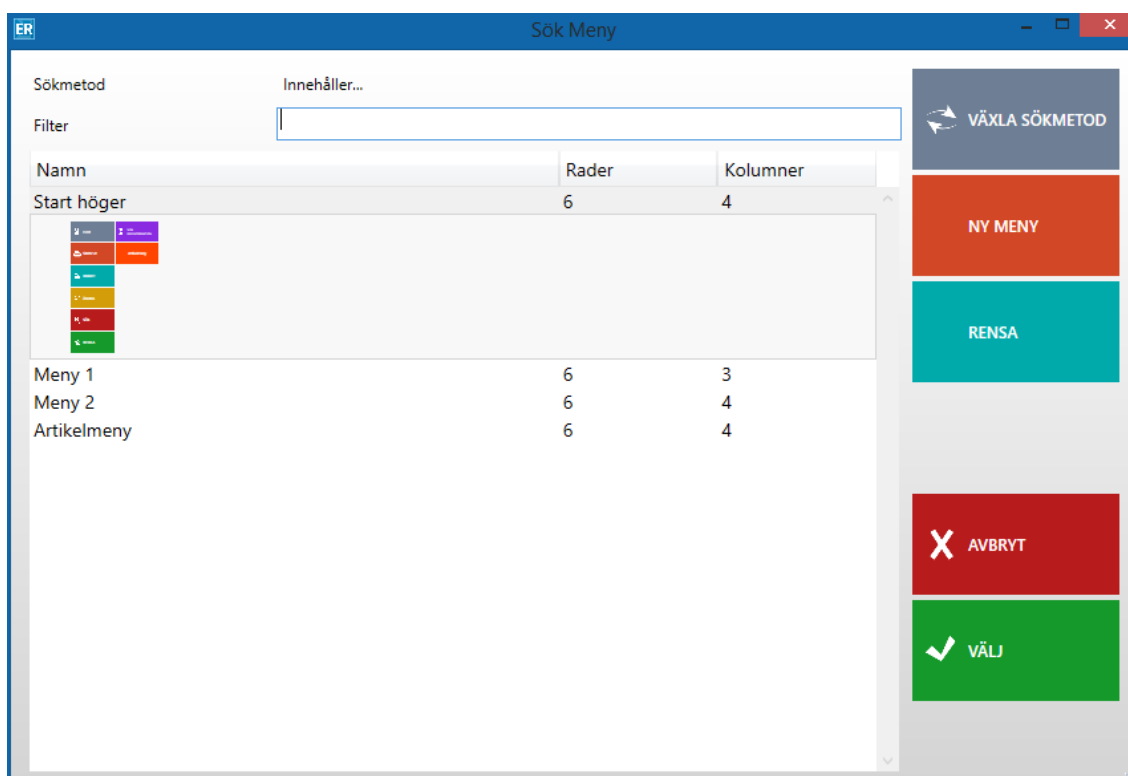 ER
Sök Meny
Sökmetod
Innehåller...
Filter
Namn Rader Kolumner
Start höger 6 4
Meny 1 6 3
Meny 2 6 4
Artikelmeny 6 4
VÄXLA SÖKMETOD
NY MENY
RENSA
AVBRYT
VÄLJ